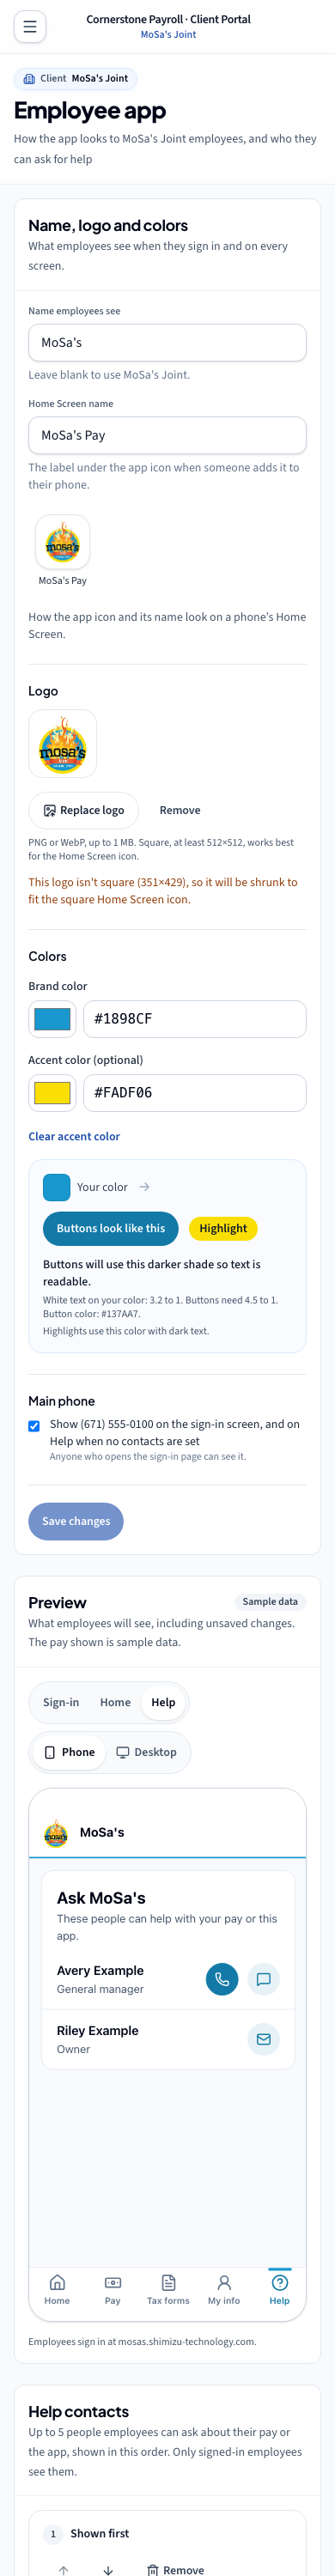 Cornerstone Payroll · Client Portal
MoSa's Joint
Client MoSa's Joint
Employee app
How the app looks to MoSa's Joint employees, and who they
can ask for help
Name, logo and colors
What employees see when they sign in and on every
screen.
Name employees see
MoSa's
Leave blank to use MoSa's Joint.
Home Screen name
MoSa's Pay
The label under the app icon when someone adds it to
their phone.
mosa's
MoSa's Pay
How the app icon and its name look on a phone's Home
Screen.
Logo
mosa's
Replace logo
Remove
PNG or WebP, up to 1 MB. Square, at least 512×512, works best
for the Home Screen icon.
This logo isn't square (351×429), so it will be shrunk to
fit the square Home Screen icon.
Colors
Brand color
#1898CF
Accent color (optional)
#FADF06
Clear accent color
Your color
Buttons look like this
Highlight
Buttons will use this darker shade so text is
readable.
White text on your color: 3.2 to 1. Buttons need 4.5 to 1.
Button color: #137AA7.
Highlights use this color with dark text.
Main phone
Show (671) 555-0100 on the sign-in screen, and on
Help when no contacts are set
Anyone who opens the sign-in page can see it.
Save changes
Preview
Sample data
What employees will see, including unsaved changes.
The pay shown is sample data.
Sign-in
Home
Help
Phone
Desktop
MoSa's
Ask MoSa's
These people can help with your pay or this
app.
Avery Example
General manager
Riley Example
Owner
Home
Pay
Tax forms
My info
Help
Employees sign in at mosas.shimizu-technology.com.
Help contacts
Up to 5 people employees can ask about their pay or
the app, shown in this order. Only signed-in employees
see them.
1 Shown first
Remove